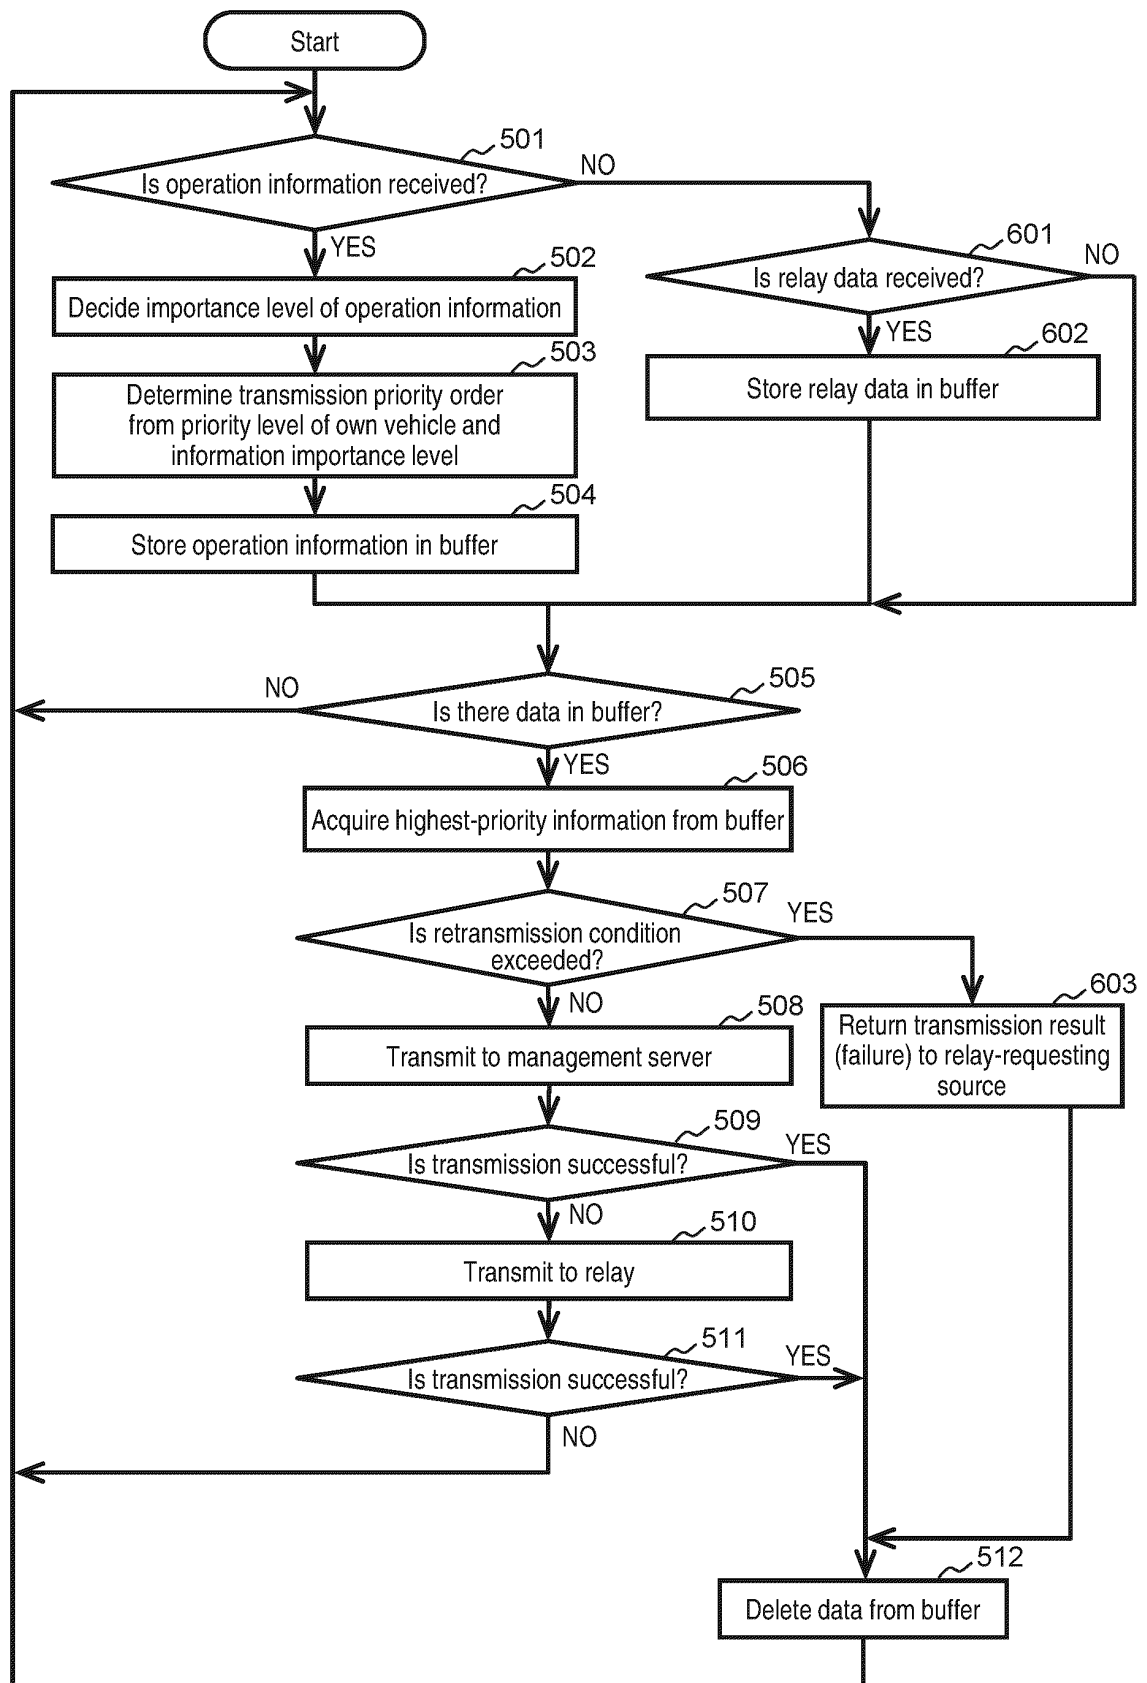 Start
501
Is operation information received?
NO
YES
601
Is relay data received?
NO
YES
502
Decide importance level of operation information
602
Store relay data in buffer
503
Determine transmission priority order
from priority level of own vehicle and
information importance level
504
Store operation information in buffer
505
NO
Is there data in buffer?
YES
506
Acquire highest-priority information from buffer
507
YES
Is retransmission condition
exceeded?
NO
603
Return transmission result
(failure) to relay-requesting
source
508
Transmit to management server
509
YES
Is transmission successful?
NO
510
Transmit to relay
511
YES
Is transmission successful?
NO
512
Delete data from buffer